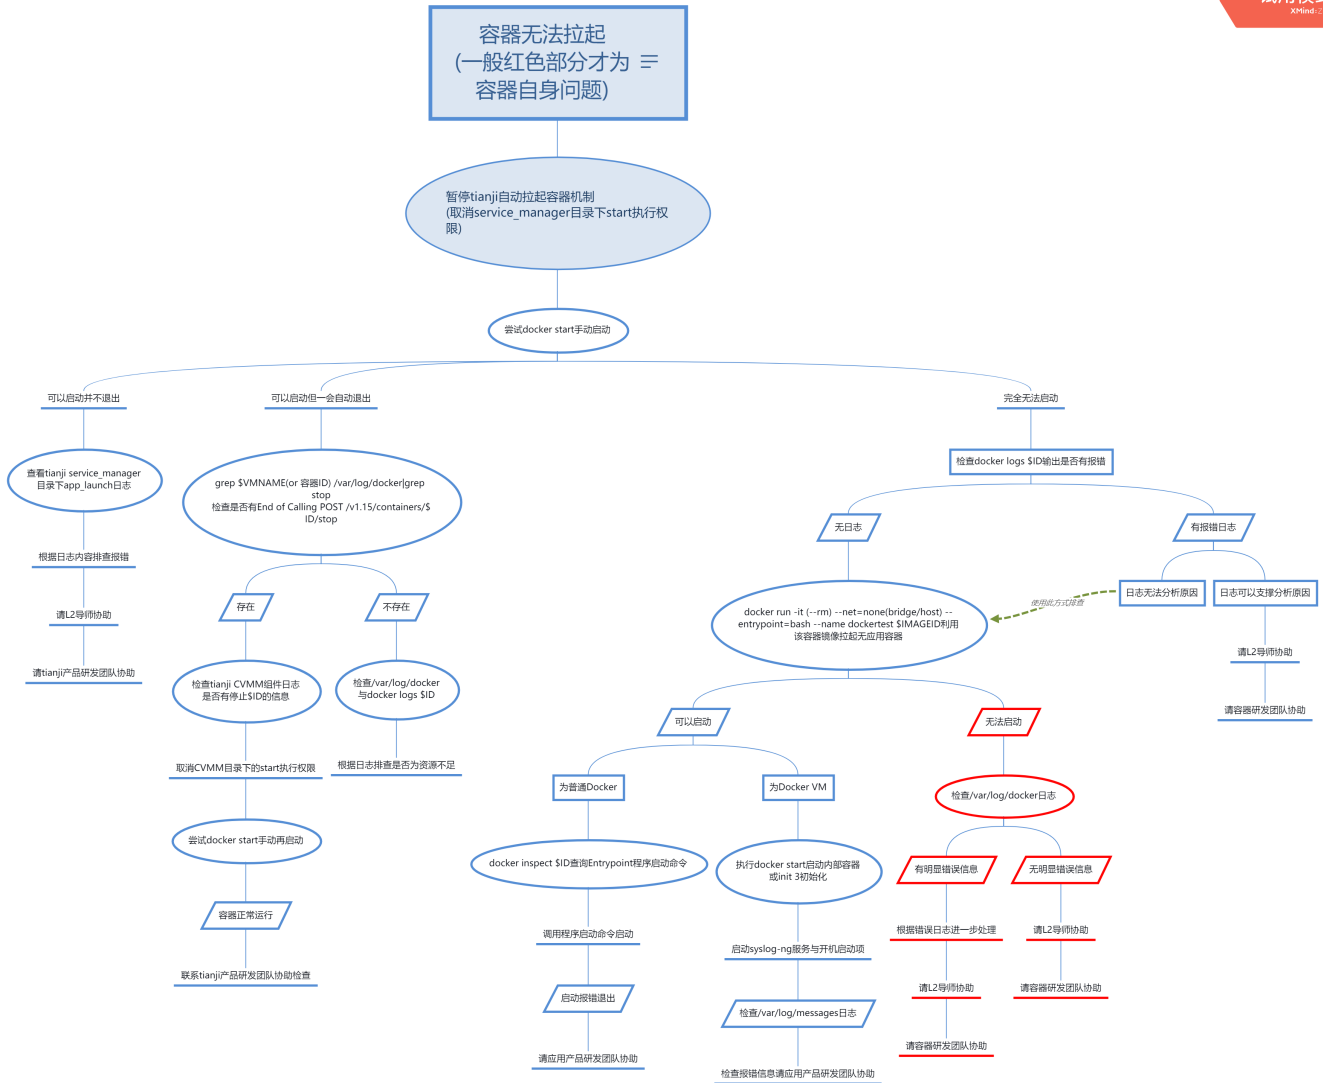 XMind:Z
容器无法拉起
(一般红色部分才为
容器自身问题)
暂停tianji自动拉起容器机制
(取消service_manager目录下start执行权
限)
尝试docker start手动启动
可以启动并不退出
可以启动但一会自动退出
完全无法启动
查看tianji service_manager
目录下app_launch日志
grep $VMNAME(or 容器ID) /var/log/docker|grep
stop
检查是否有End of Calling POST /v1.15/containers/$
ID/stop
检查docker logs $ID输出是否有报错
无日志
有报错日志
根据日志内容排查报错
日志无法分析原因
日志可以支撑分析原因
使用此方式排查
存在
不存在
docker run -it (--rm) --net=none(bridge/host) --
entrypoint=bash --name dockertest $IMAGEID利用
该容器镜像拉起无应用容器
请L2导师协助
请L2导师协助
请tianji产品研发团队协助
检查tianji CVMM组件日志
是否有停止$ID的信息
检查/var/log/docker
与docker logs $ID
请容器研发团队协助
可以启动
无法启动
取消CVMM目录下的start执行权限
根据日志排查是否为资源不足
为普通Docker
为Docker VM
检查/var/log/docker日志
尝试docker start手动再启动
docker inspect $ID查询Entrypoint程序启动命令
执行docker start启动内部容器
或init 3初始化
有明显错误信息
无明显错误信息
容器正常运行
调用程序启动命令启动
启动syslog-ng服务与开机启动项
根据错误日志进一步处理
请L2导师协助
联系tianji产品研发团队协助检查
启动报错退出
检查/var/log/messages日志
请L2导师协助
请容器研发团队协助
请应用产品研发团队协助
检查报错信息请应用产品研发团队协助
请容器研发团队协助